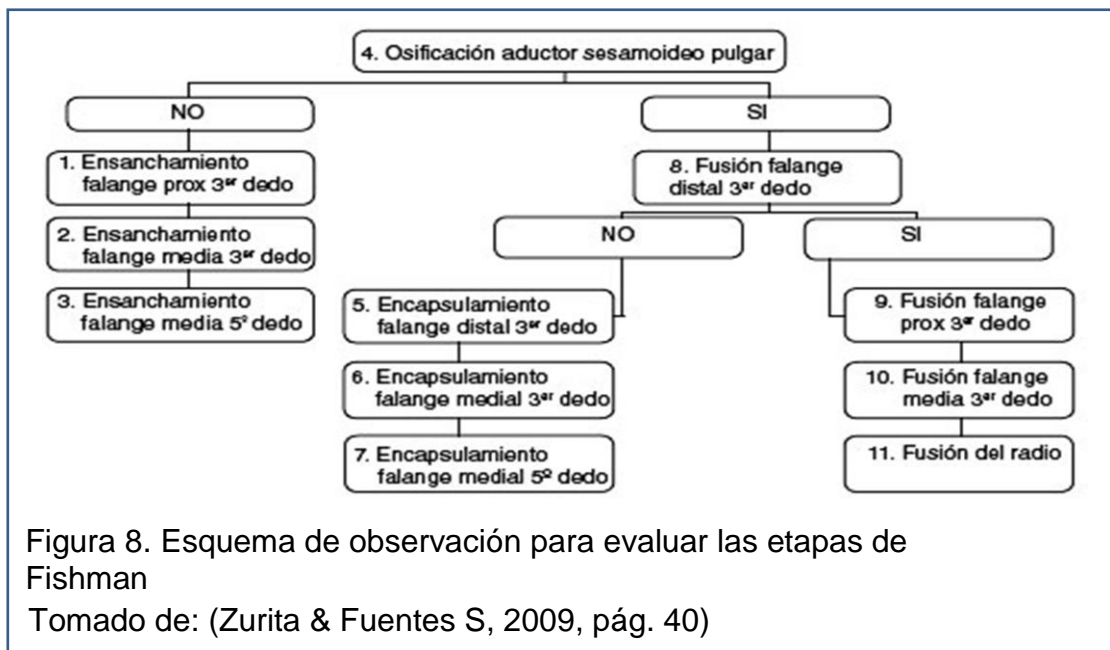 4. Osificación aductor sesamoideo pulgar
NO
SI
1. Ensanchamiento
falange prox 3er dedo
2. Ensanchamiento
falange media 3er dedo
3. Ensanchamiento
falange media 5º dedo
8. Fusión falange
distal 3er dedo
NO
SI
5. Encapsulamiento
falange distal 3er dedo
6. Encapsulamiento
falange medial 3er dedo
7. Encapsulamiento
falange medial 5º dedo
9. Fusión falange
prox 3er dedo
10. Fusión falange
media 3er dedo
11. Fusión del radio
Figura 8. Esquema de observación para evaluar las etapas de
Fishman
Tomado de: (Zurita & Fuentes S, 2009, pág. 40)